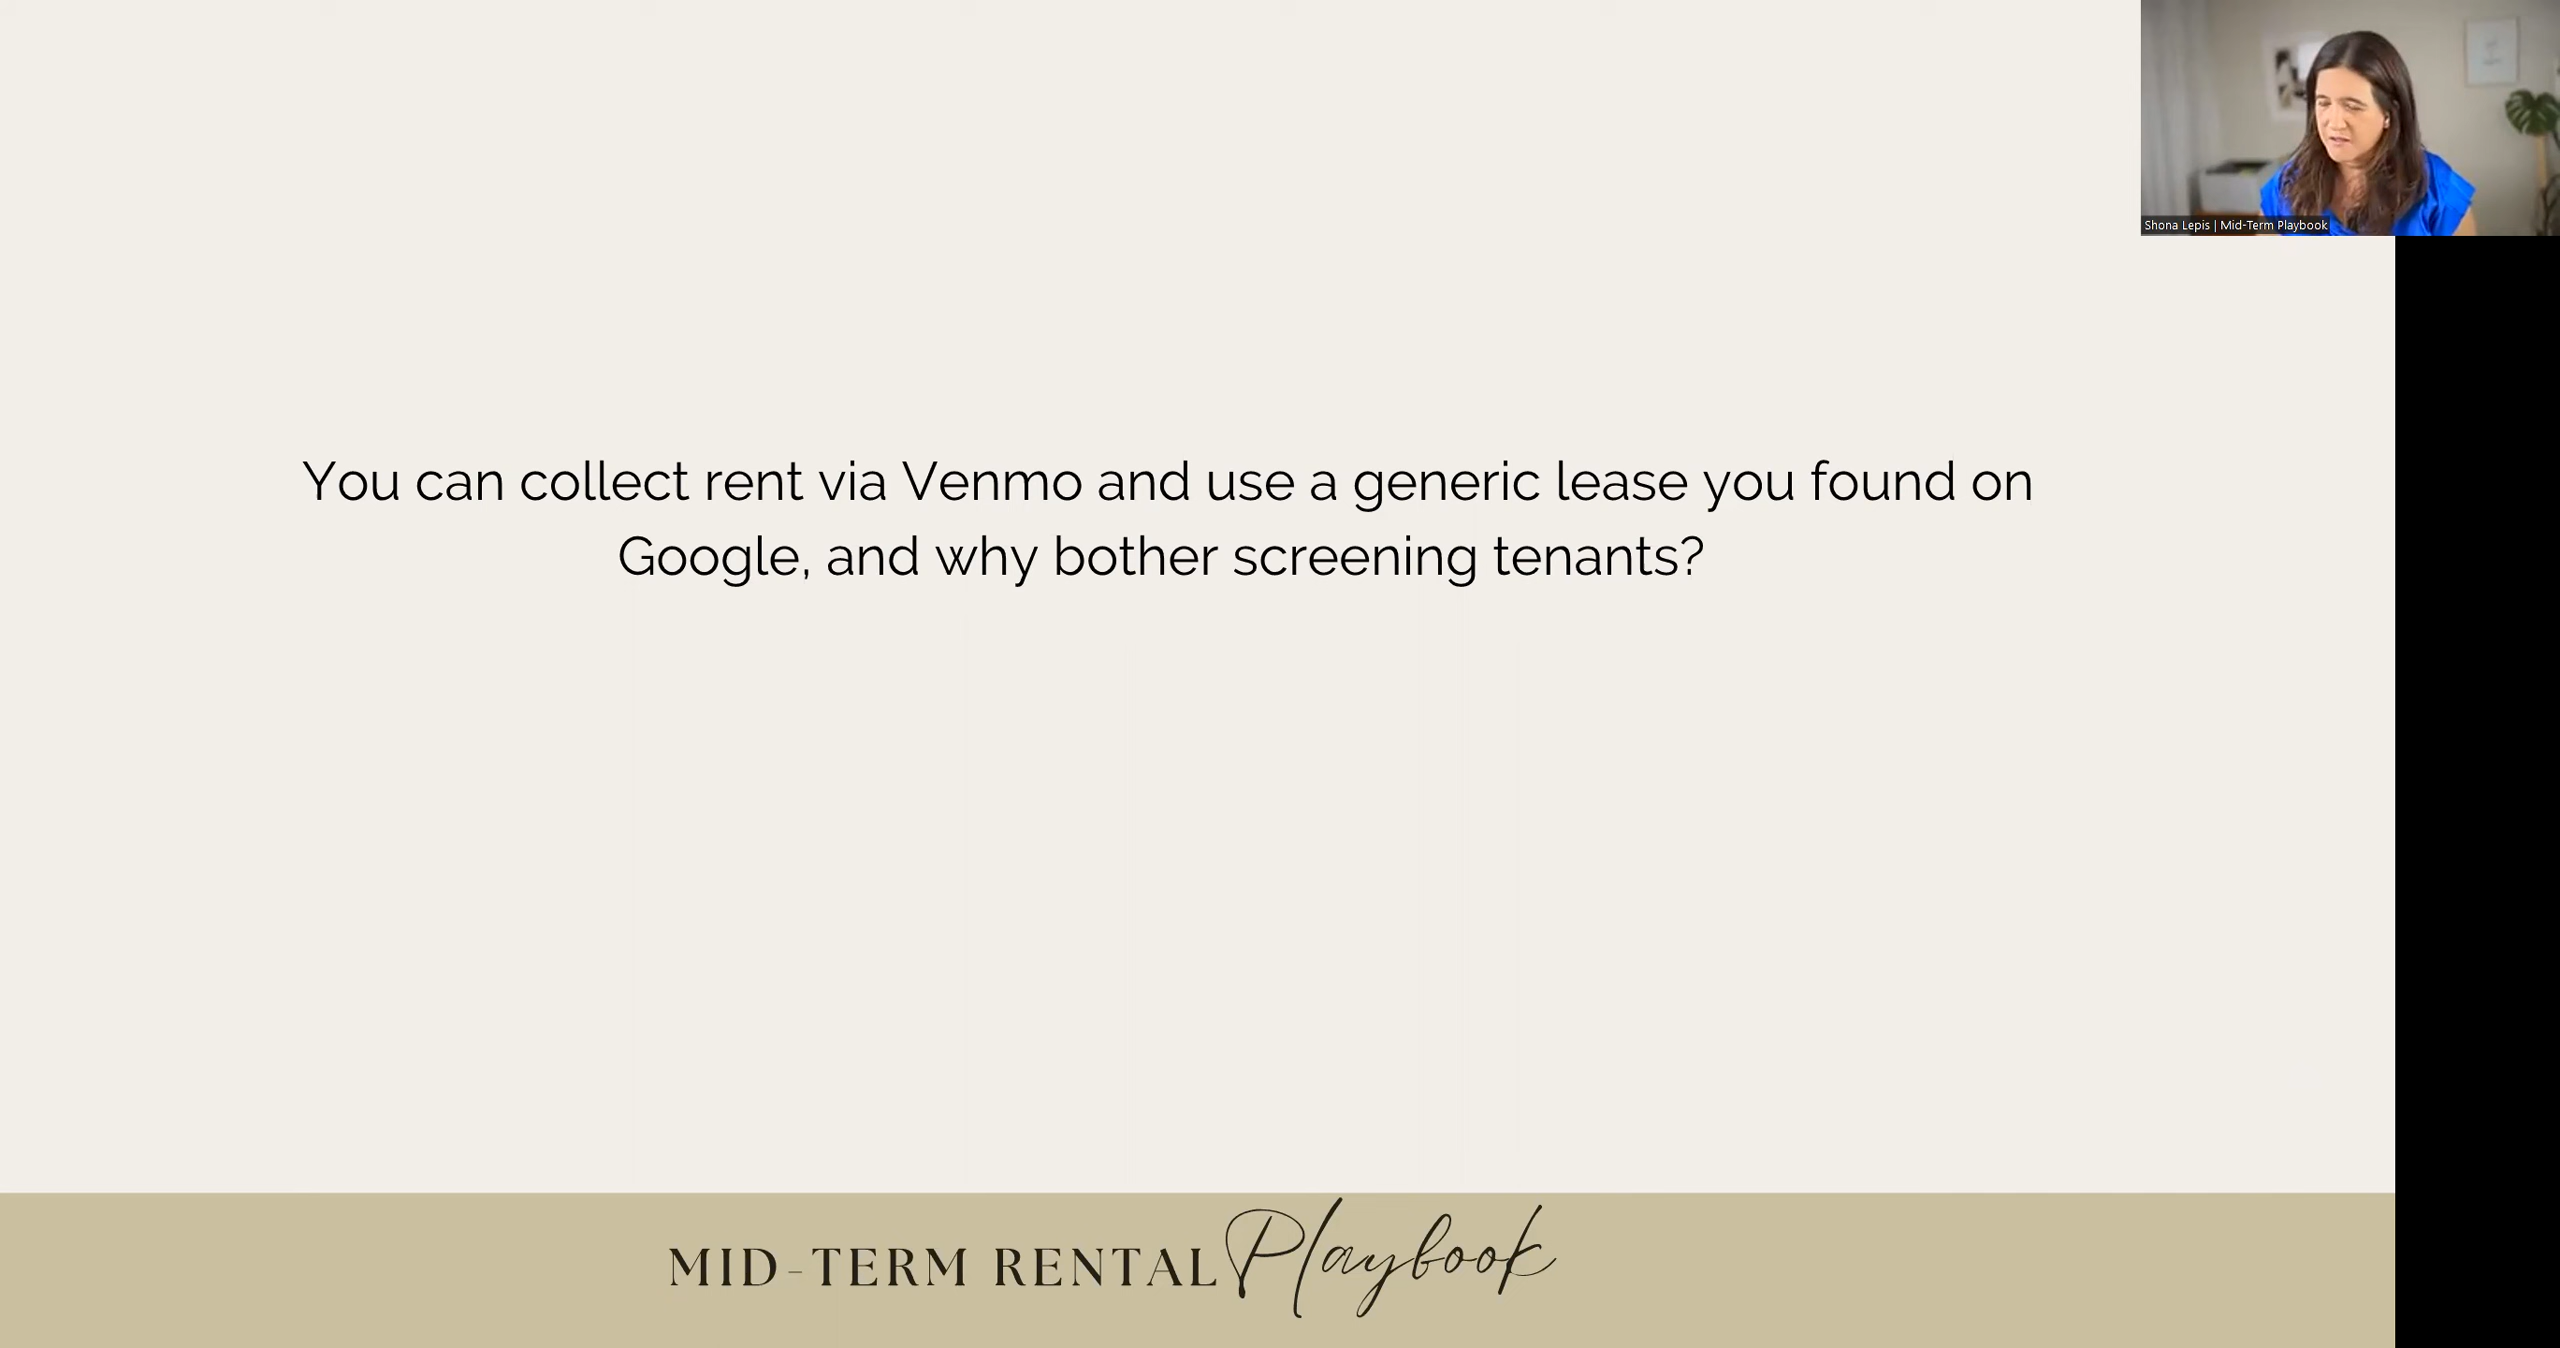 Shona Lepis | Mid-Term Playbook
You can collect rent via Venmo and use a generic lease you found on
Google, and why bother screening tenants?
MID-TERM RENTAL Playbook